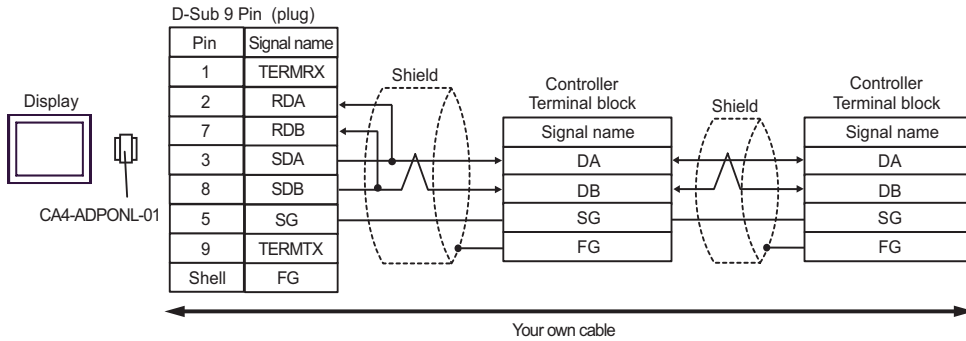 D-Sub 9 Pin (plug)
Pin Signal name
1 TERMRX
2 RDA
7 RDB
3 SDA
8 SDB
5 SG
9 TERMTX
Shell FG
Display
CA4-ADPONL-01
Shield
Controller
Terminal block
Signal name
DA
DB
SG
FG
Shield
Controller
Terminal block
Signal name
DA
DB
SG
FG
Your own cable